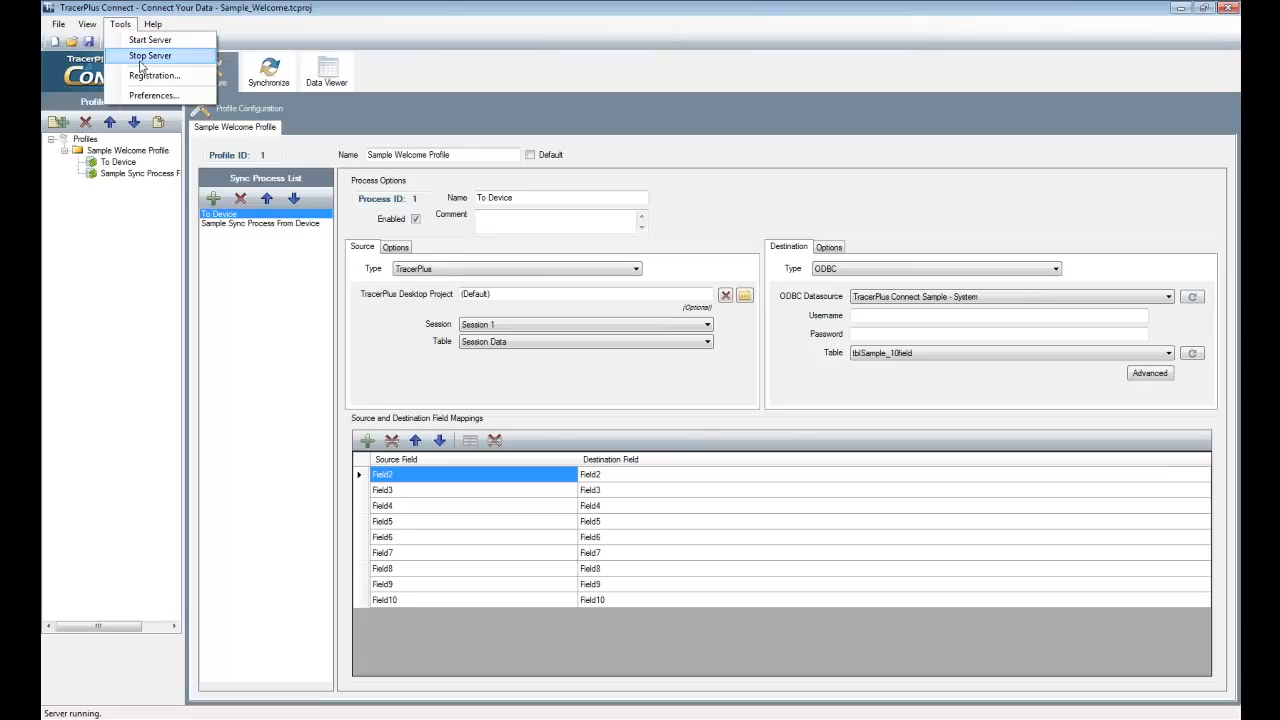 TracerPlus Connect - Connect Your Data - Sample_Welcome.tcproj
File View Tools Help
Start Server
Stop Server
Registration...
Preferences...
Synchronize
Data Viewer
Profile Configuration
Sample Welcome Profile
Profiles
Sample Welcome Profile
To Device
Sample Sync Process F
Profile ID: 1
Name Sample Welcome Profile Default
Sync Process List
To Device
Sample Sync Process From Device
Process Options
Process ID: 1
Name To Device
Enabled
Comment
Source Options
Type TracerPlus
TracerPlus Desktop Project (Default)
(Optional)
Session Session 1
Table Session Data
Destination Options
Type ODBC
ODBC Datasource TracerPlus Connect Sample - System
Username
Password
Table tblSample_10field
Advanced
Source and Destination Field Mappings
Source Field Destination Field
Field2 Field2
Field3 Field3
Field4 Field4
Field5 Field5
Field6 Field6
Field7 Field7
Field8 Field8
Field9 Field9
Field10 Field10
Server running.